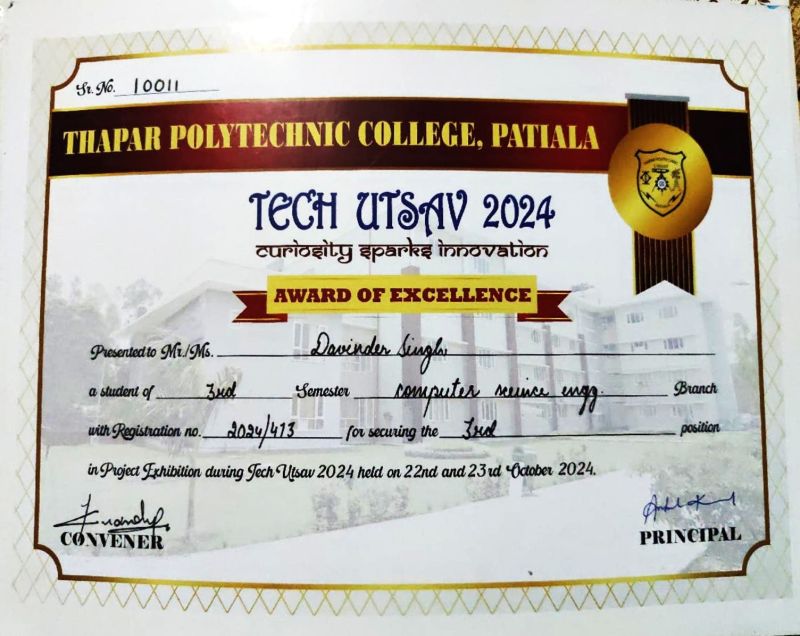 Sr. No. 10011
THAPAR POLYTECHNIC COLLEGE, PATIALA
TECH UTSAV 2024
curiosity sparks innovation
AWARD OF EXCELLENCE
Presented to Mr./Ms. Davinder Singh
a student of 3rd Semester computer science engg. Branch
with Registration no. 2024/413 for securing the 3rd position
in Project Exhibition during Tech Utsav 2024 held on 22nd and 23rd October 2024.
CONVENER
PRINCIPAL